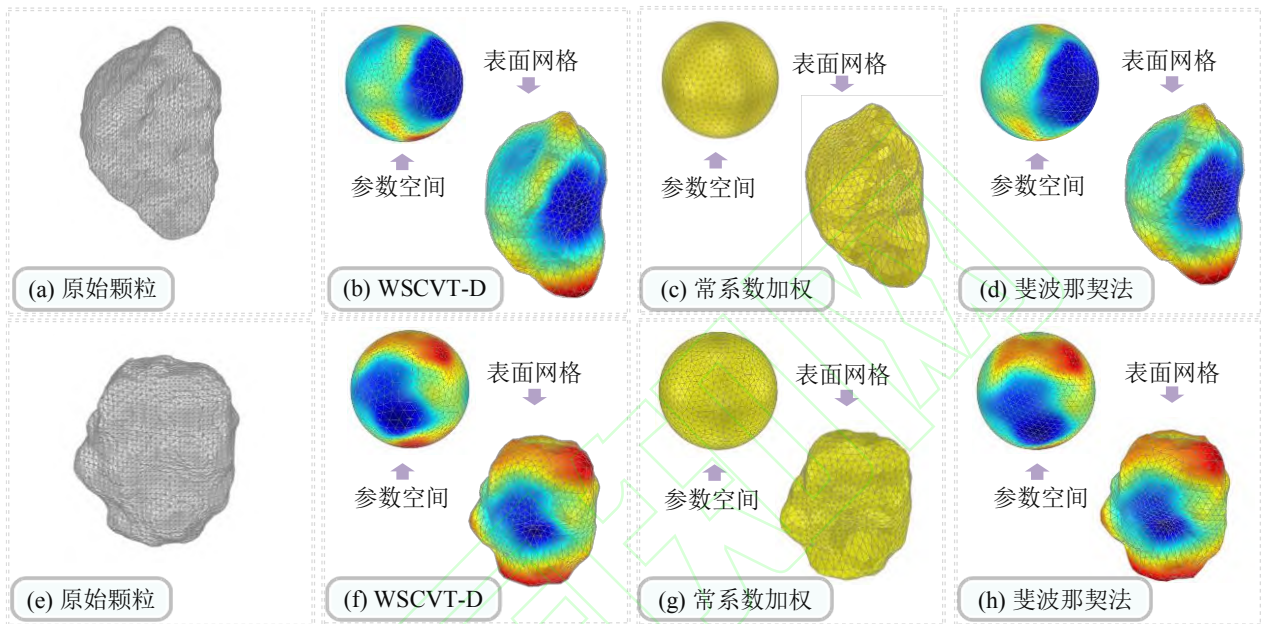 表面网格
表面网格
表面网格
参数空间
参数空间
参数空间
(a) 原始颗粒
(b) WSCVT-D
(c) 常系数加权
(d) 斐波那契法
表面网格
表面网格
表面网格
参数空间
参数空间
参数空间
(e) 原始颗粒
(f) WSCVT-D
(g) 常系数加权
(h) 斐波那契法